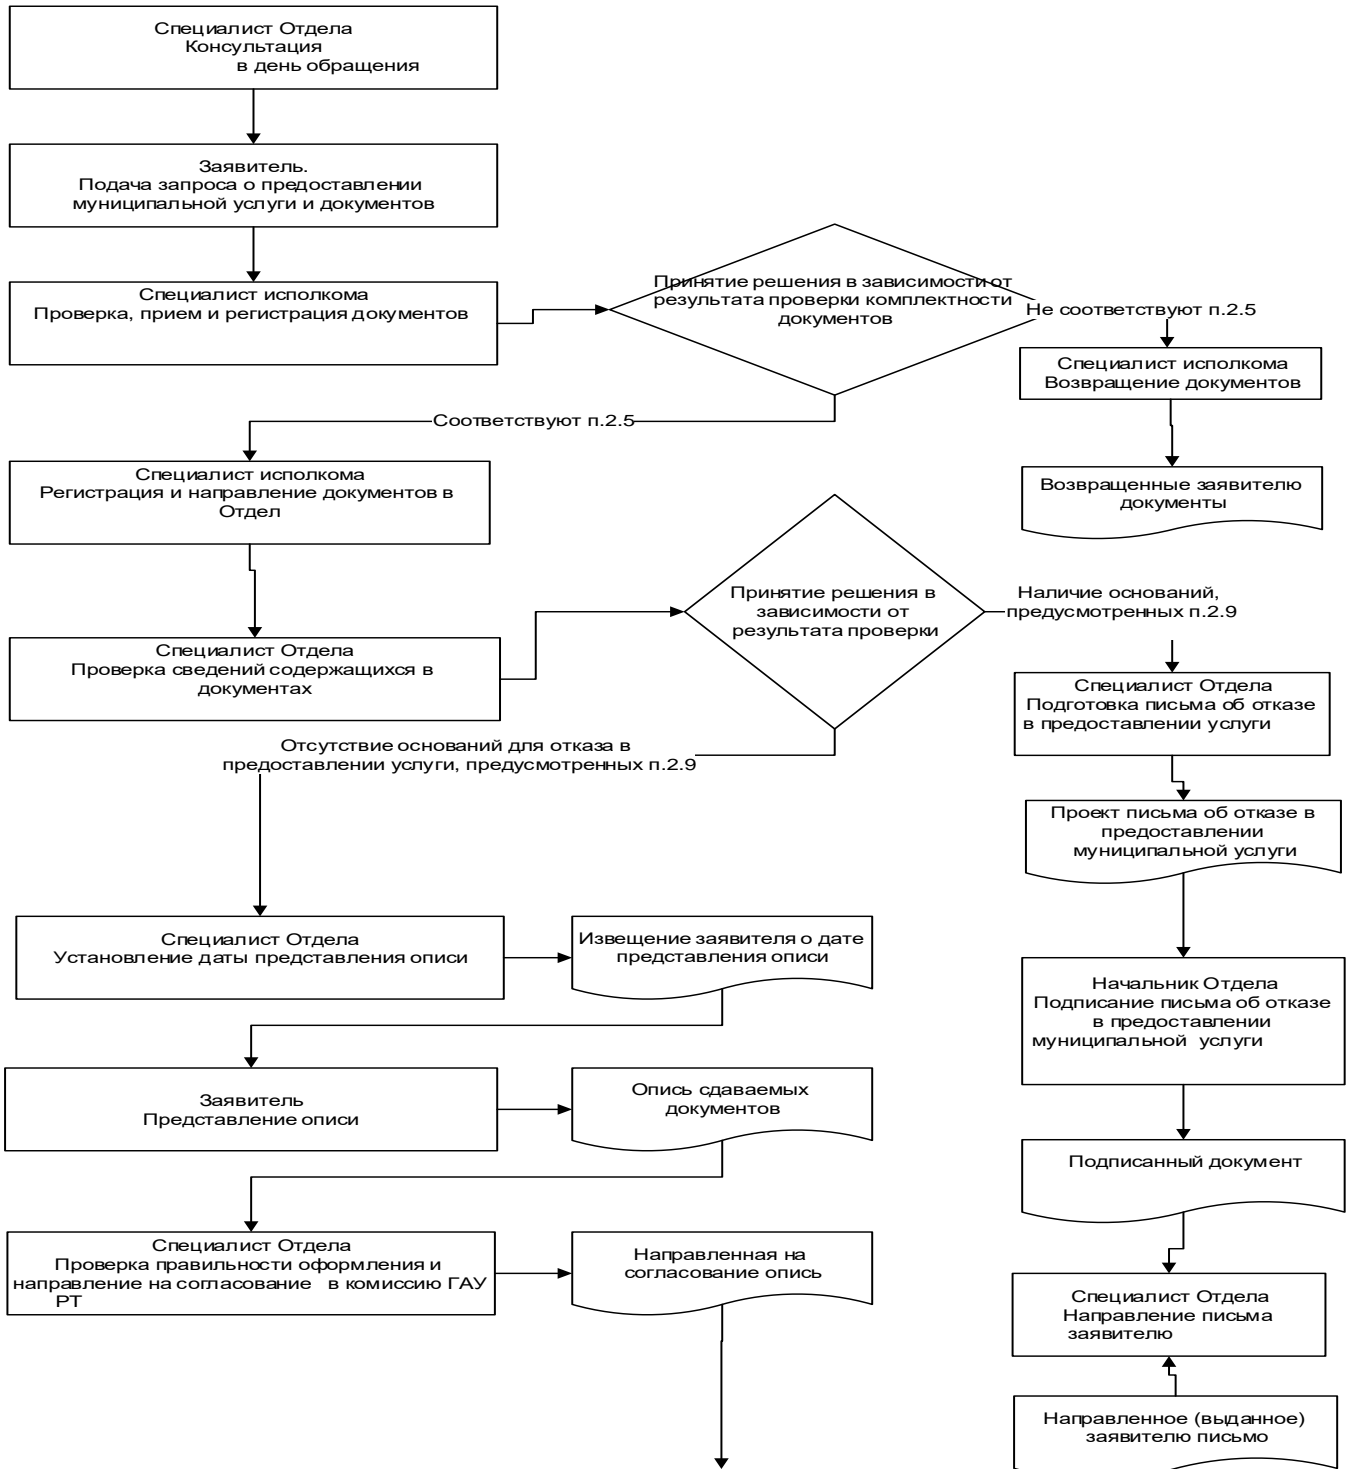 Специалист Отдела
Консультация
в день обращения
Заявитель.
Подача запроса о предоставлении
муниципальной услуги и документов
Специалист исполкома
Проверка, прием и регистрация документов
Принятие решения в зависимости от
результата проверки комплектности
документов
Не соответствуют п.2.5
Специалист исполкома
Возвращение документов
Соответствуют п.2.5
Возвращенные заявителю
документы
Специалист исполкома
Регистрация и направление документов в
Отдел
Принятие решения в
зависимости от
результата проверки
Наличие оснований,
предусмотренных п.2.9
Специалист Отдела
Проверка сведений содержащихся в
документах
Специалист Отдела
Подготовка письма об отказе
в предоставлении услуги
Отсутствие оснований для отказа в
предоставлении услуги, предусмотренных п.2.9
Проект письма об отказе в
предоставлении
муниципальной услуги
Специалист Отдела
Установление даты представления описи
Извещение заявителя о дате
представления описи
Начальник Отдела
Подписание письма об отказе
в предоставлении
муниципальной услуги
Заявитель
Представление описи
Опись сдаваемых
документов
Подписанный документ
Специалист Отдела
Проверка правильности оформления и
направление на согласование в комиссию ГАУ
РТ
Направленная на
согласование опись
Специалист Отдела
Направление письма
заявителю
Направленное (выданное)
заявителю письмо